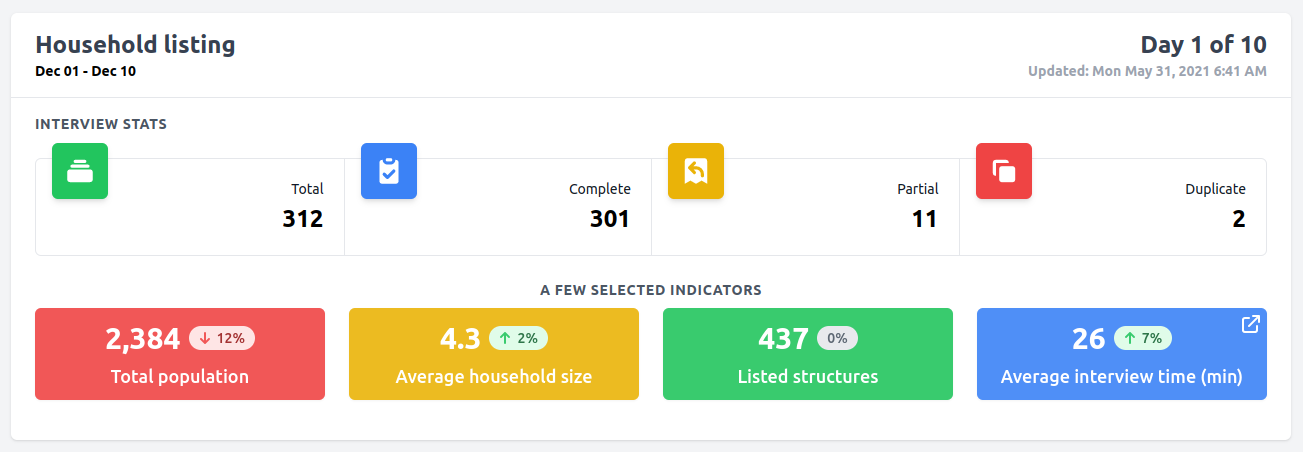 Household listing
Day 1 of 10
Dec 01 - Dec 10
Updated: Mon May 31, 2021 6:41 AM
INTERVIEW STATS
Total
312
Complete
301
Partial
11
Duplicate
2
A FEW SELECTED INDICATORS
2,384 ↓ 12%
Total population
4.3 ↑ 2%
Average household size
437 0%
Listed structures
26 ↑ 7%
Average interview time (min)